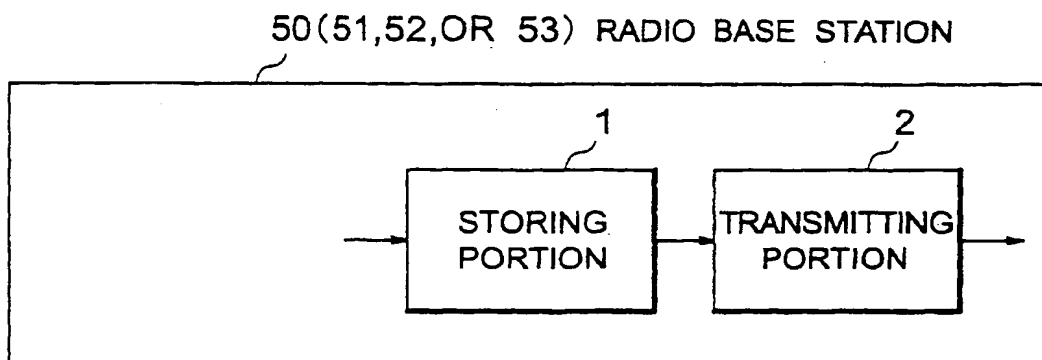 50(51,52,OR 53) RADIO BASE STATION
1
2
STORING
PORTION
TRANSMITTING
PORTION